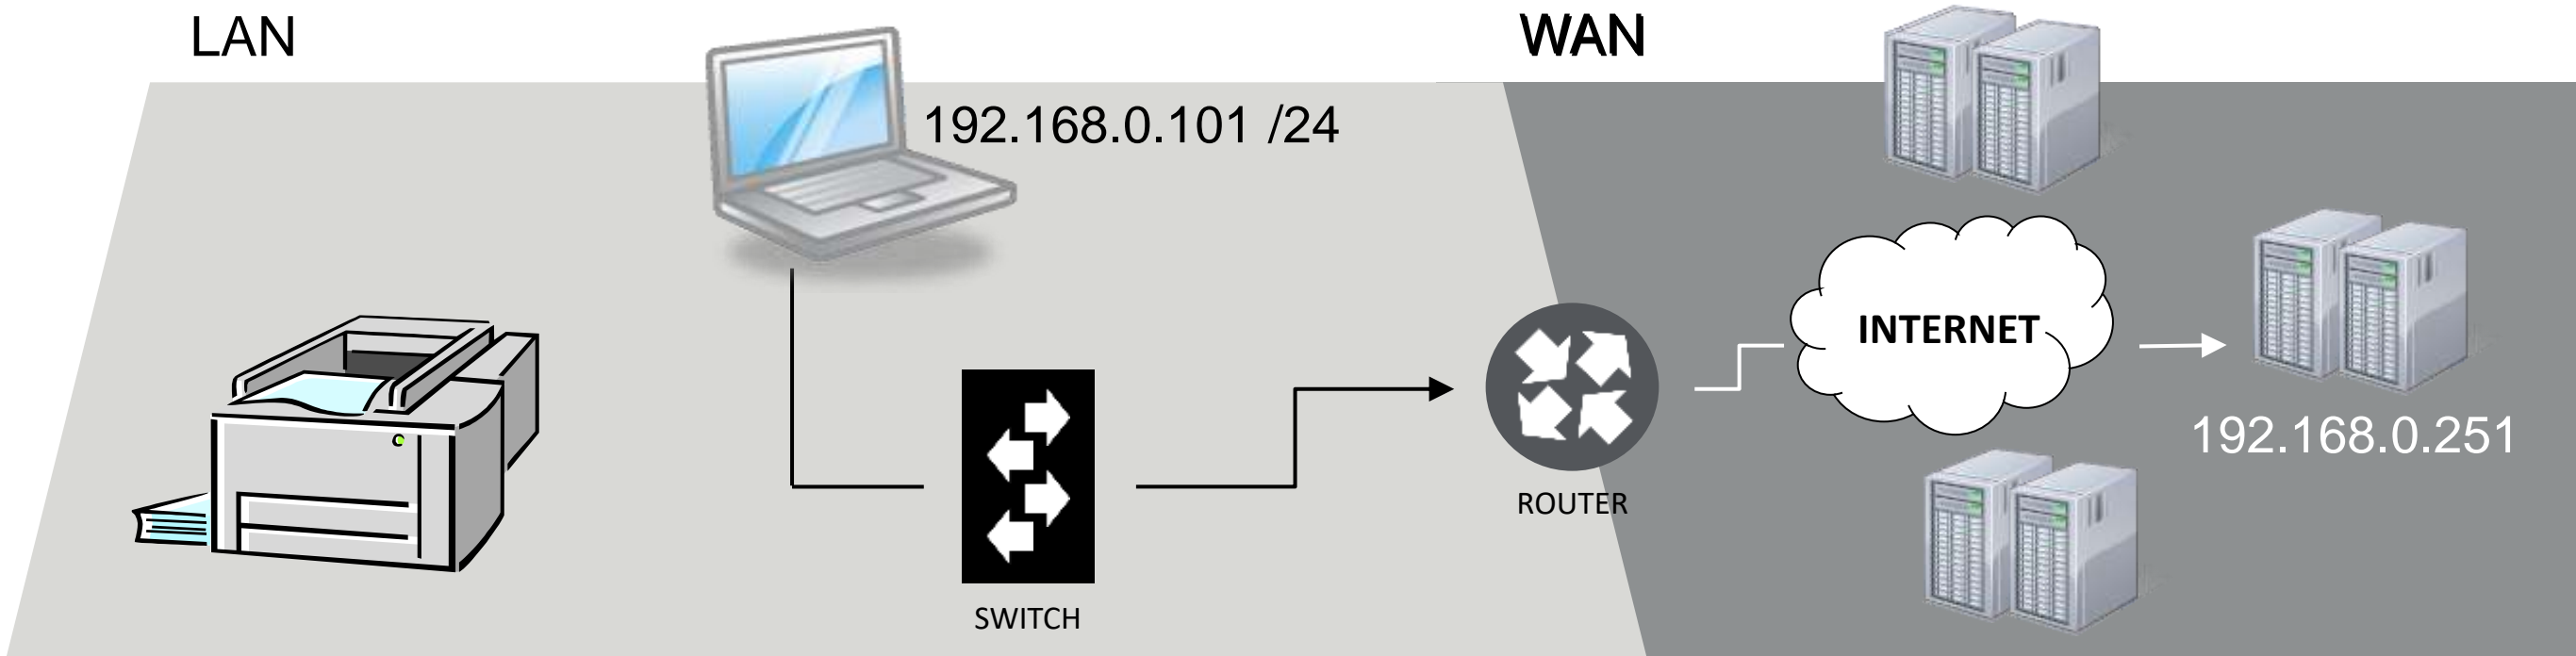 LAN
WAN
192.168.0.101 /24
INTERNET
192.168.0.251
ROUTER
SWITCH